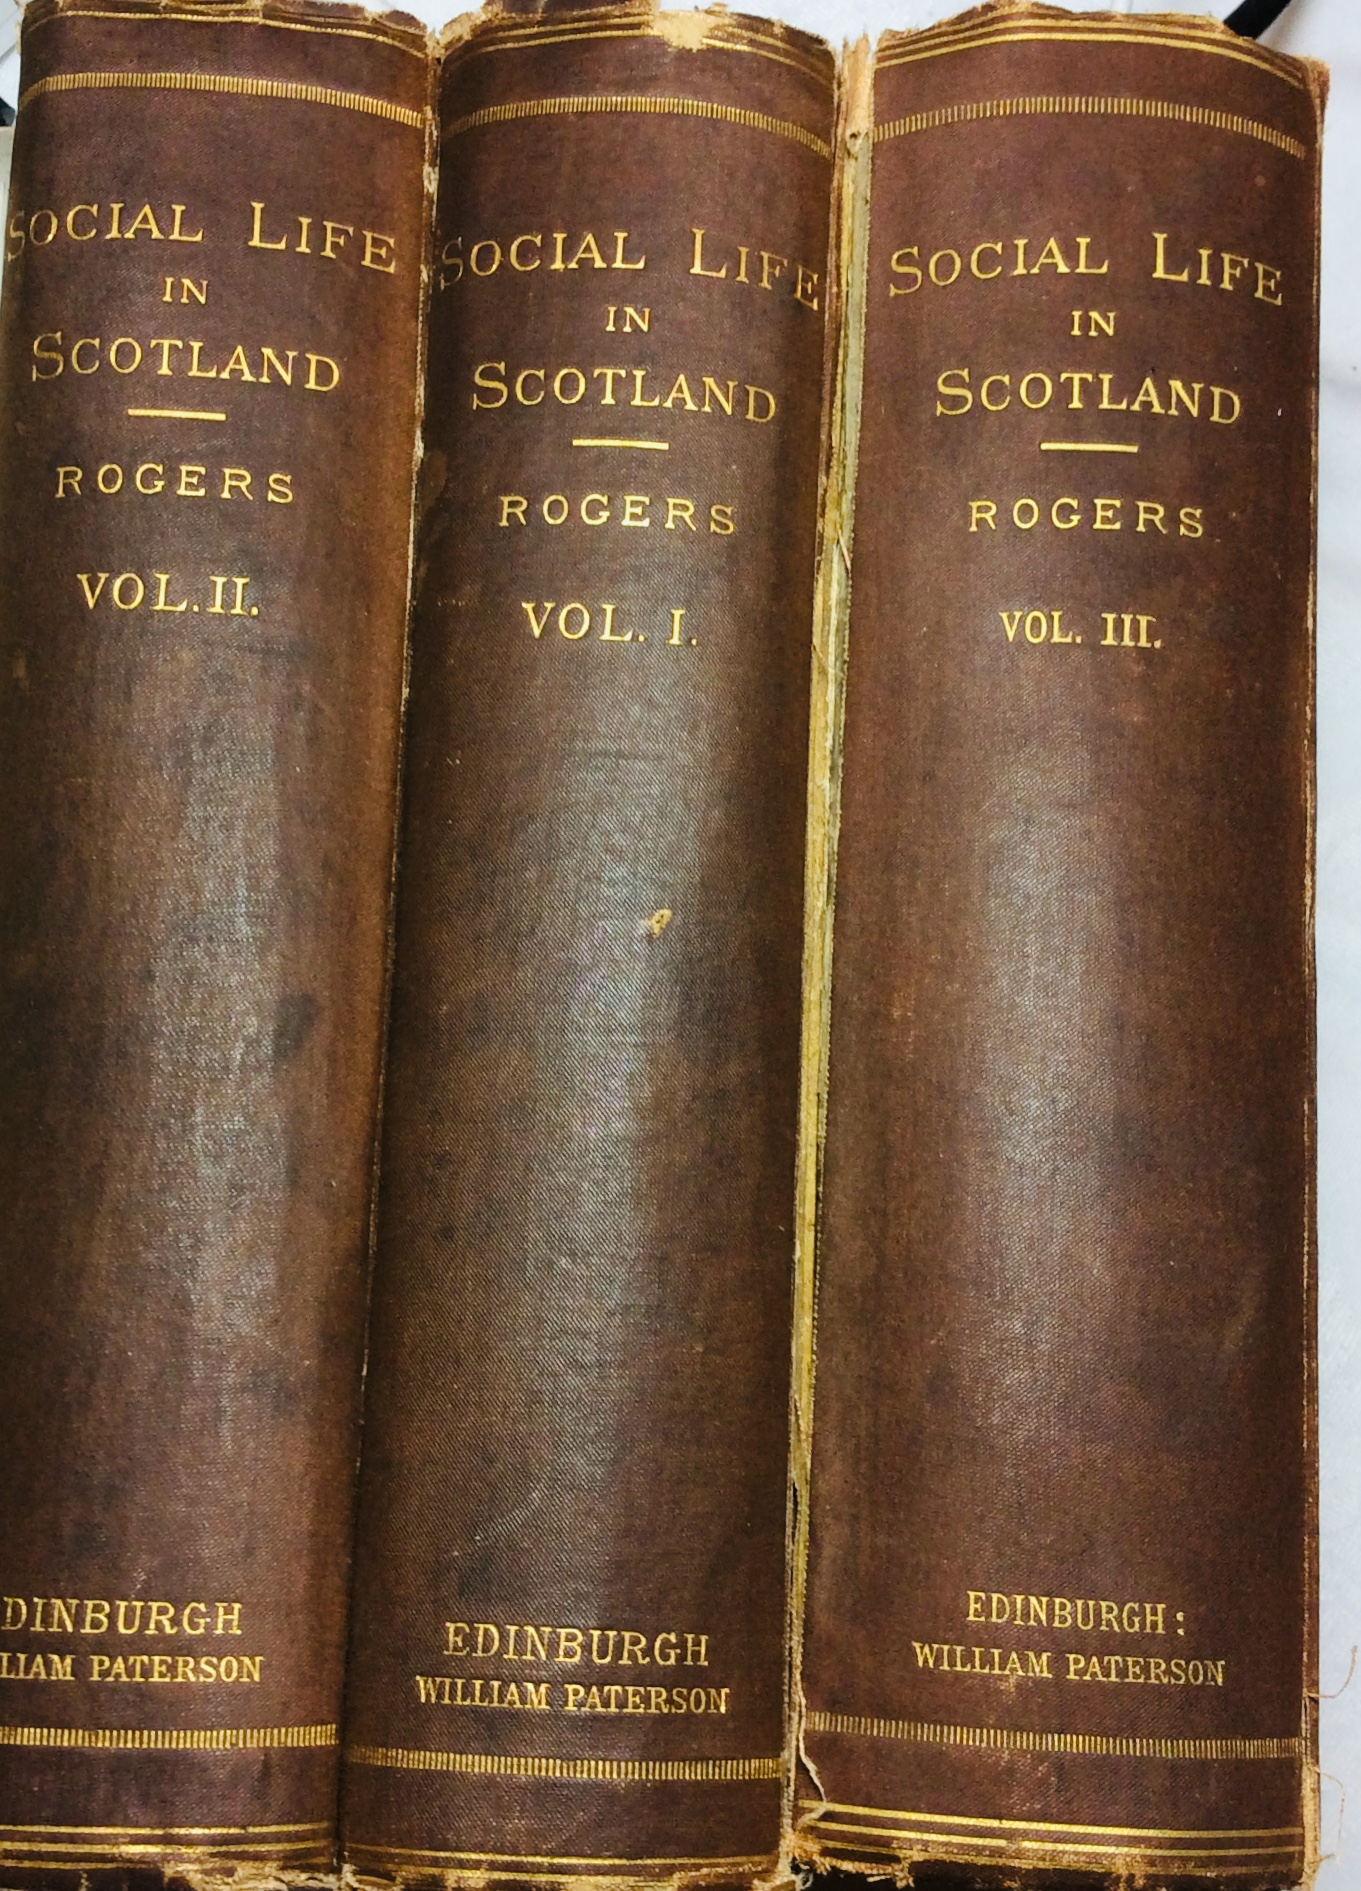 SOCIAL LIFE
IN
SCOTLAND
ROGERS
VOL. II.
DINBURGH
LIAM PATERSON
SOCIAL LIFE
IN
SCOTLAND
ROGERS
VOL. I.
EDINBURGH
WILLIAM PATERSON
SOCIAL LIFE
IN
SCOTLAND
ROGERS
VOL. III.
EDINBURGH:
WILLIAM PATERSON